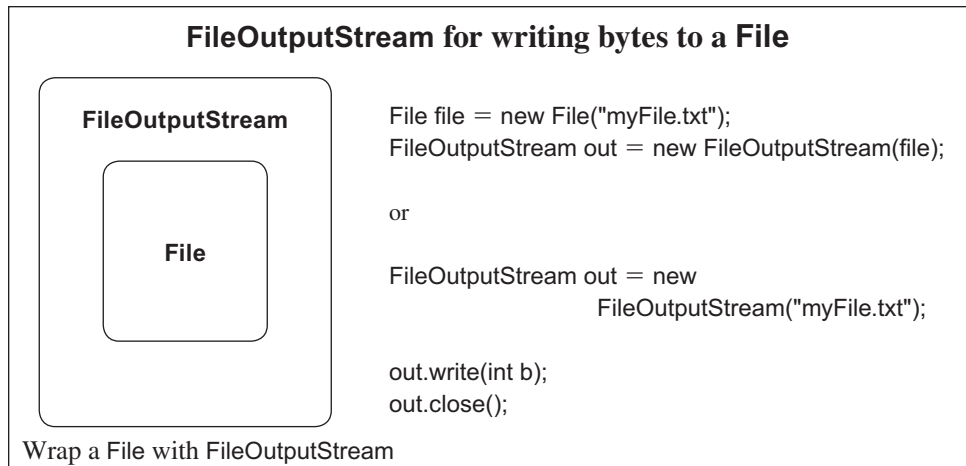 FileOutputStream for writing bytes to a File
FileOutputStream
File
File file = new File("myFile.txt");
FileOutputStream out = new FileOutputStream(file);
or
FileOutputStream out = new
FileOutputStream("myFile.txt");
out.write(int b);
out.close();
Wrap a File with FileOutputStream